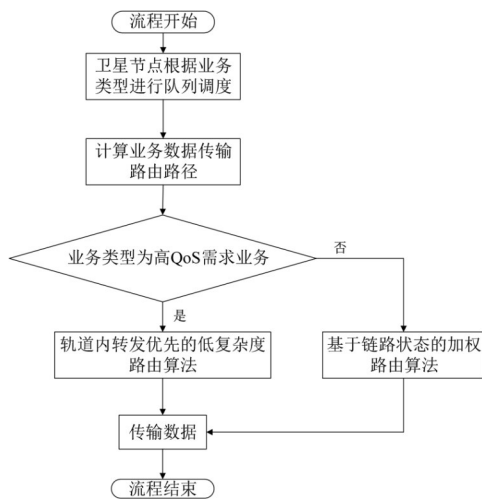 流程开始
卫星节点根据业务
类型进行队列调度
计算业务数据传输
路由路径
业务类型为高QoS需求业务
否
是
轨道内转发优先的低复杂度
路由算法
基于链路状态的加权
路由算法
传输数据
流程结束